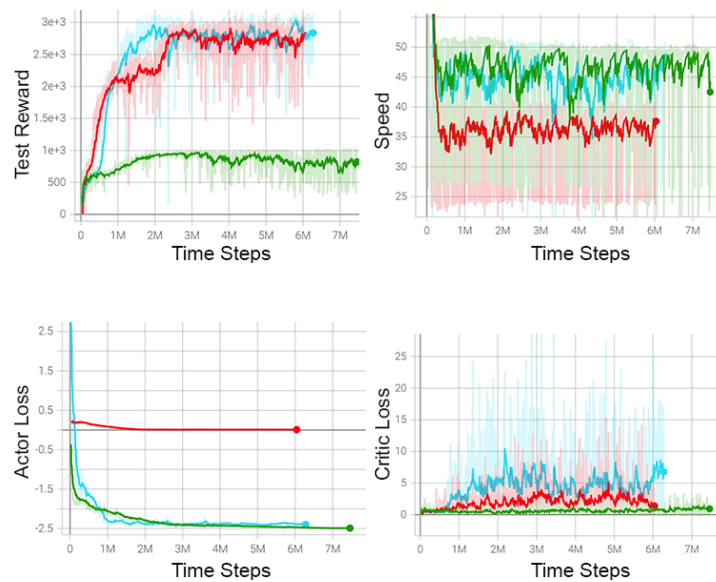 3e+3
2.5e+3
2e+3
1.5e+3
1e+3
500
0
Test Reward
0 1M 2M 3M 4M 5M 6M 7M
Time Steps
50
45
40
35
30
25
Speed
0 1M 2M 3M 4M 5M 6M 7M
Time Steps
2.5
1.5
0.5
-0.5
-1.5
-2.5
Actor Loss
0 2M 3M 5M 6M
Time Steps
25
20
15
10
5
0
Critic Loss
0 1M 2M 3M 4M 5M 6M 7M
Time Steps